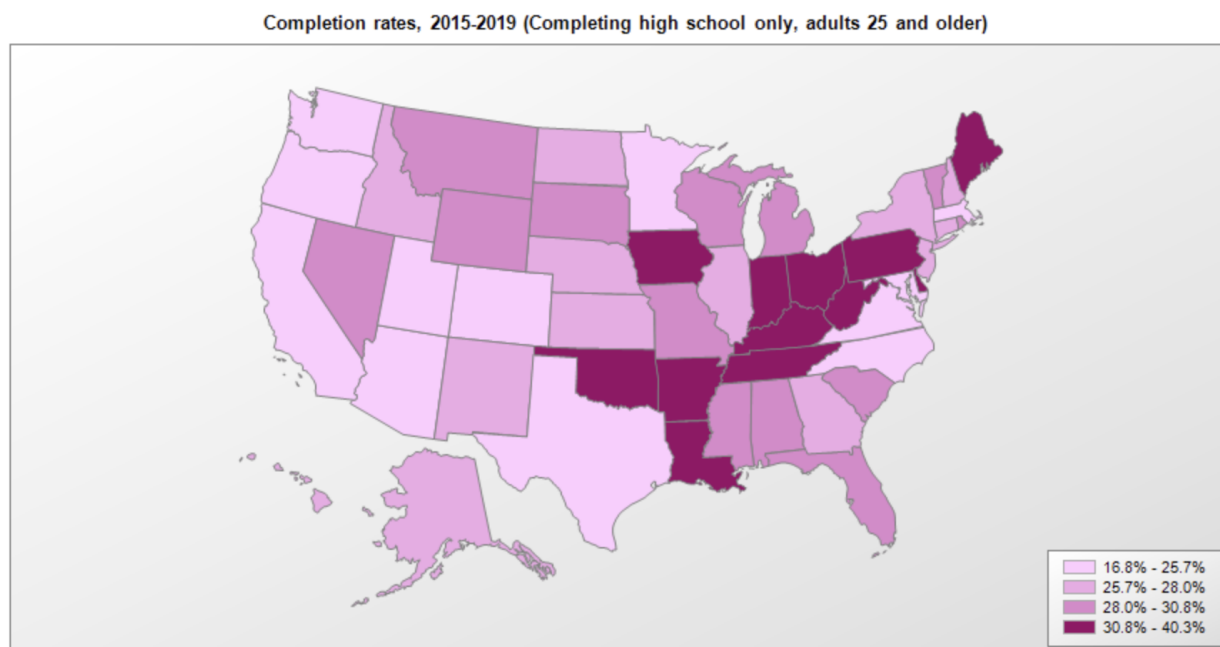 Completion rates, 2015-2019 (Completing high school only, adults 25 and older)
16.8% - 25.7%
25.7% - 28.0%
28.0% - 30.8%
30.8% - 40.3%